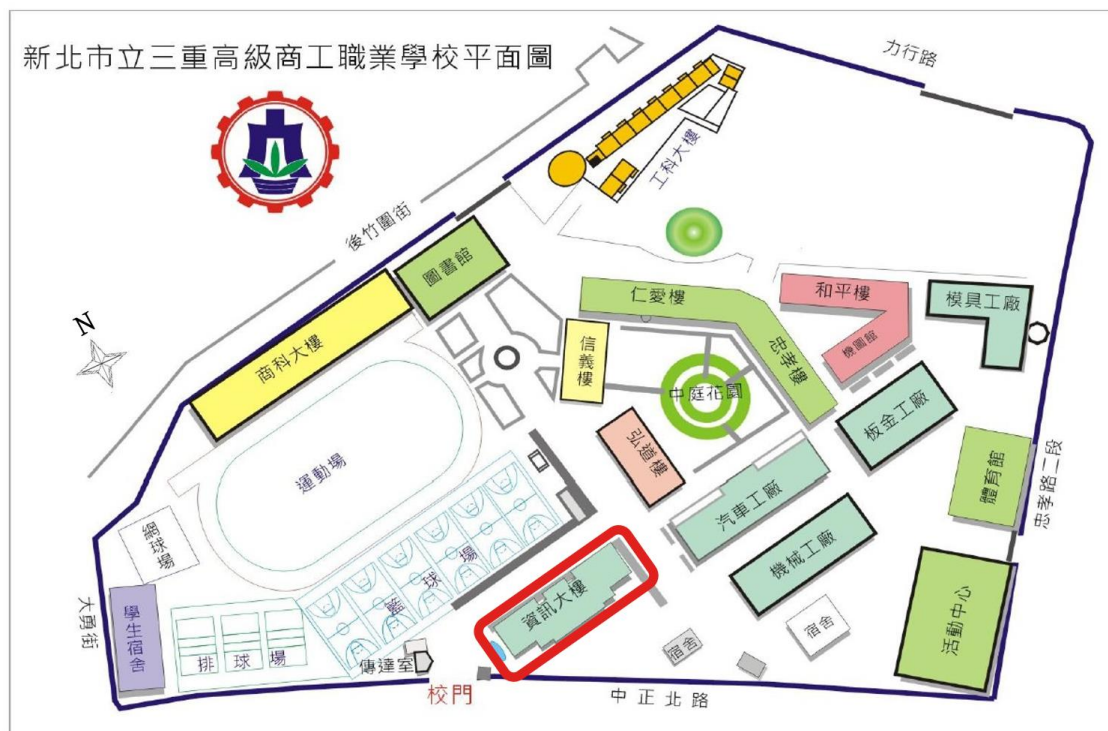 新北市立三重高級商工職業學校平面圖
力行路
工科大樓
後竹圍街
圖書館
仁愛樓
和平樓
模具工廠
N
商科大樓
信義樓
忠孝樓
機圖館
中庭花園
板金工廠
弘道樓
運動場
體育館
忠孝路二段
汽車工廠
網球場
籃球場
機械工廠
資訊大樓
大勇街
學生宿舍
排球場
宿舍
宿舍
活動中心
傳達室
校門
中正北路